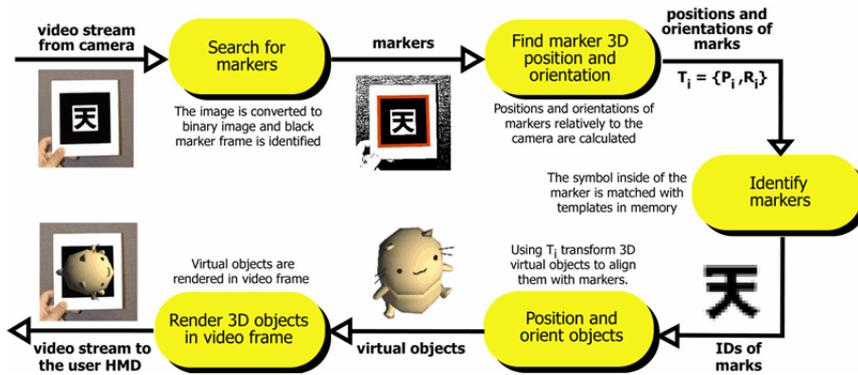 video stream
from camera
天
Search for
markers
The image is converted to
binary image and black
marker frame is identified
markers
天
Find marker 3D
position and
orientation
Positions and orientations of
markers relatively to the
camera are calculated
positions and
orientations of
marks
Ti = {Pi ,Ri}
Identify
markers
The symbol inside of the
marker is matched with
templates in memory
天
IDs of
marks
Position and
orient objects
Using Ti transform 3D
virtual objects to align
them with markers.
virtual objects
Render 3D objects
in video frame
Virtual objects are
rendered in video frame
video stream to
the user HMD